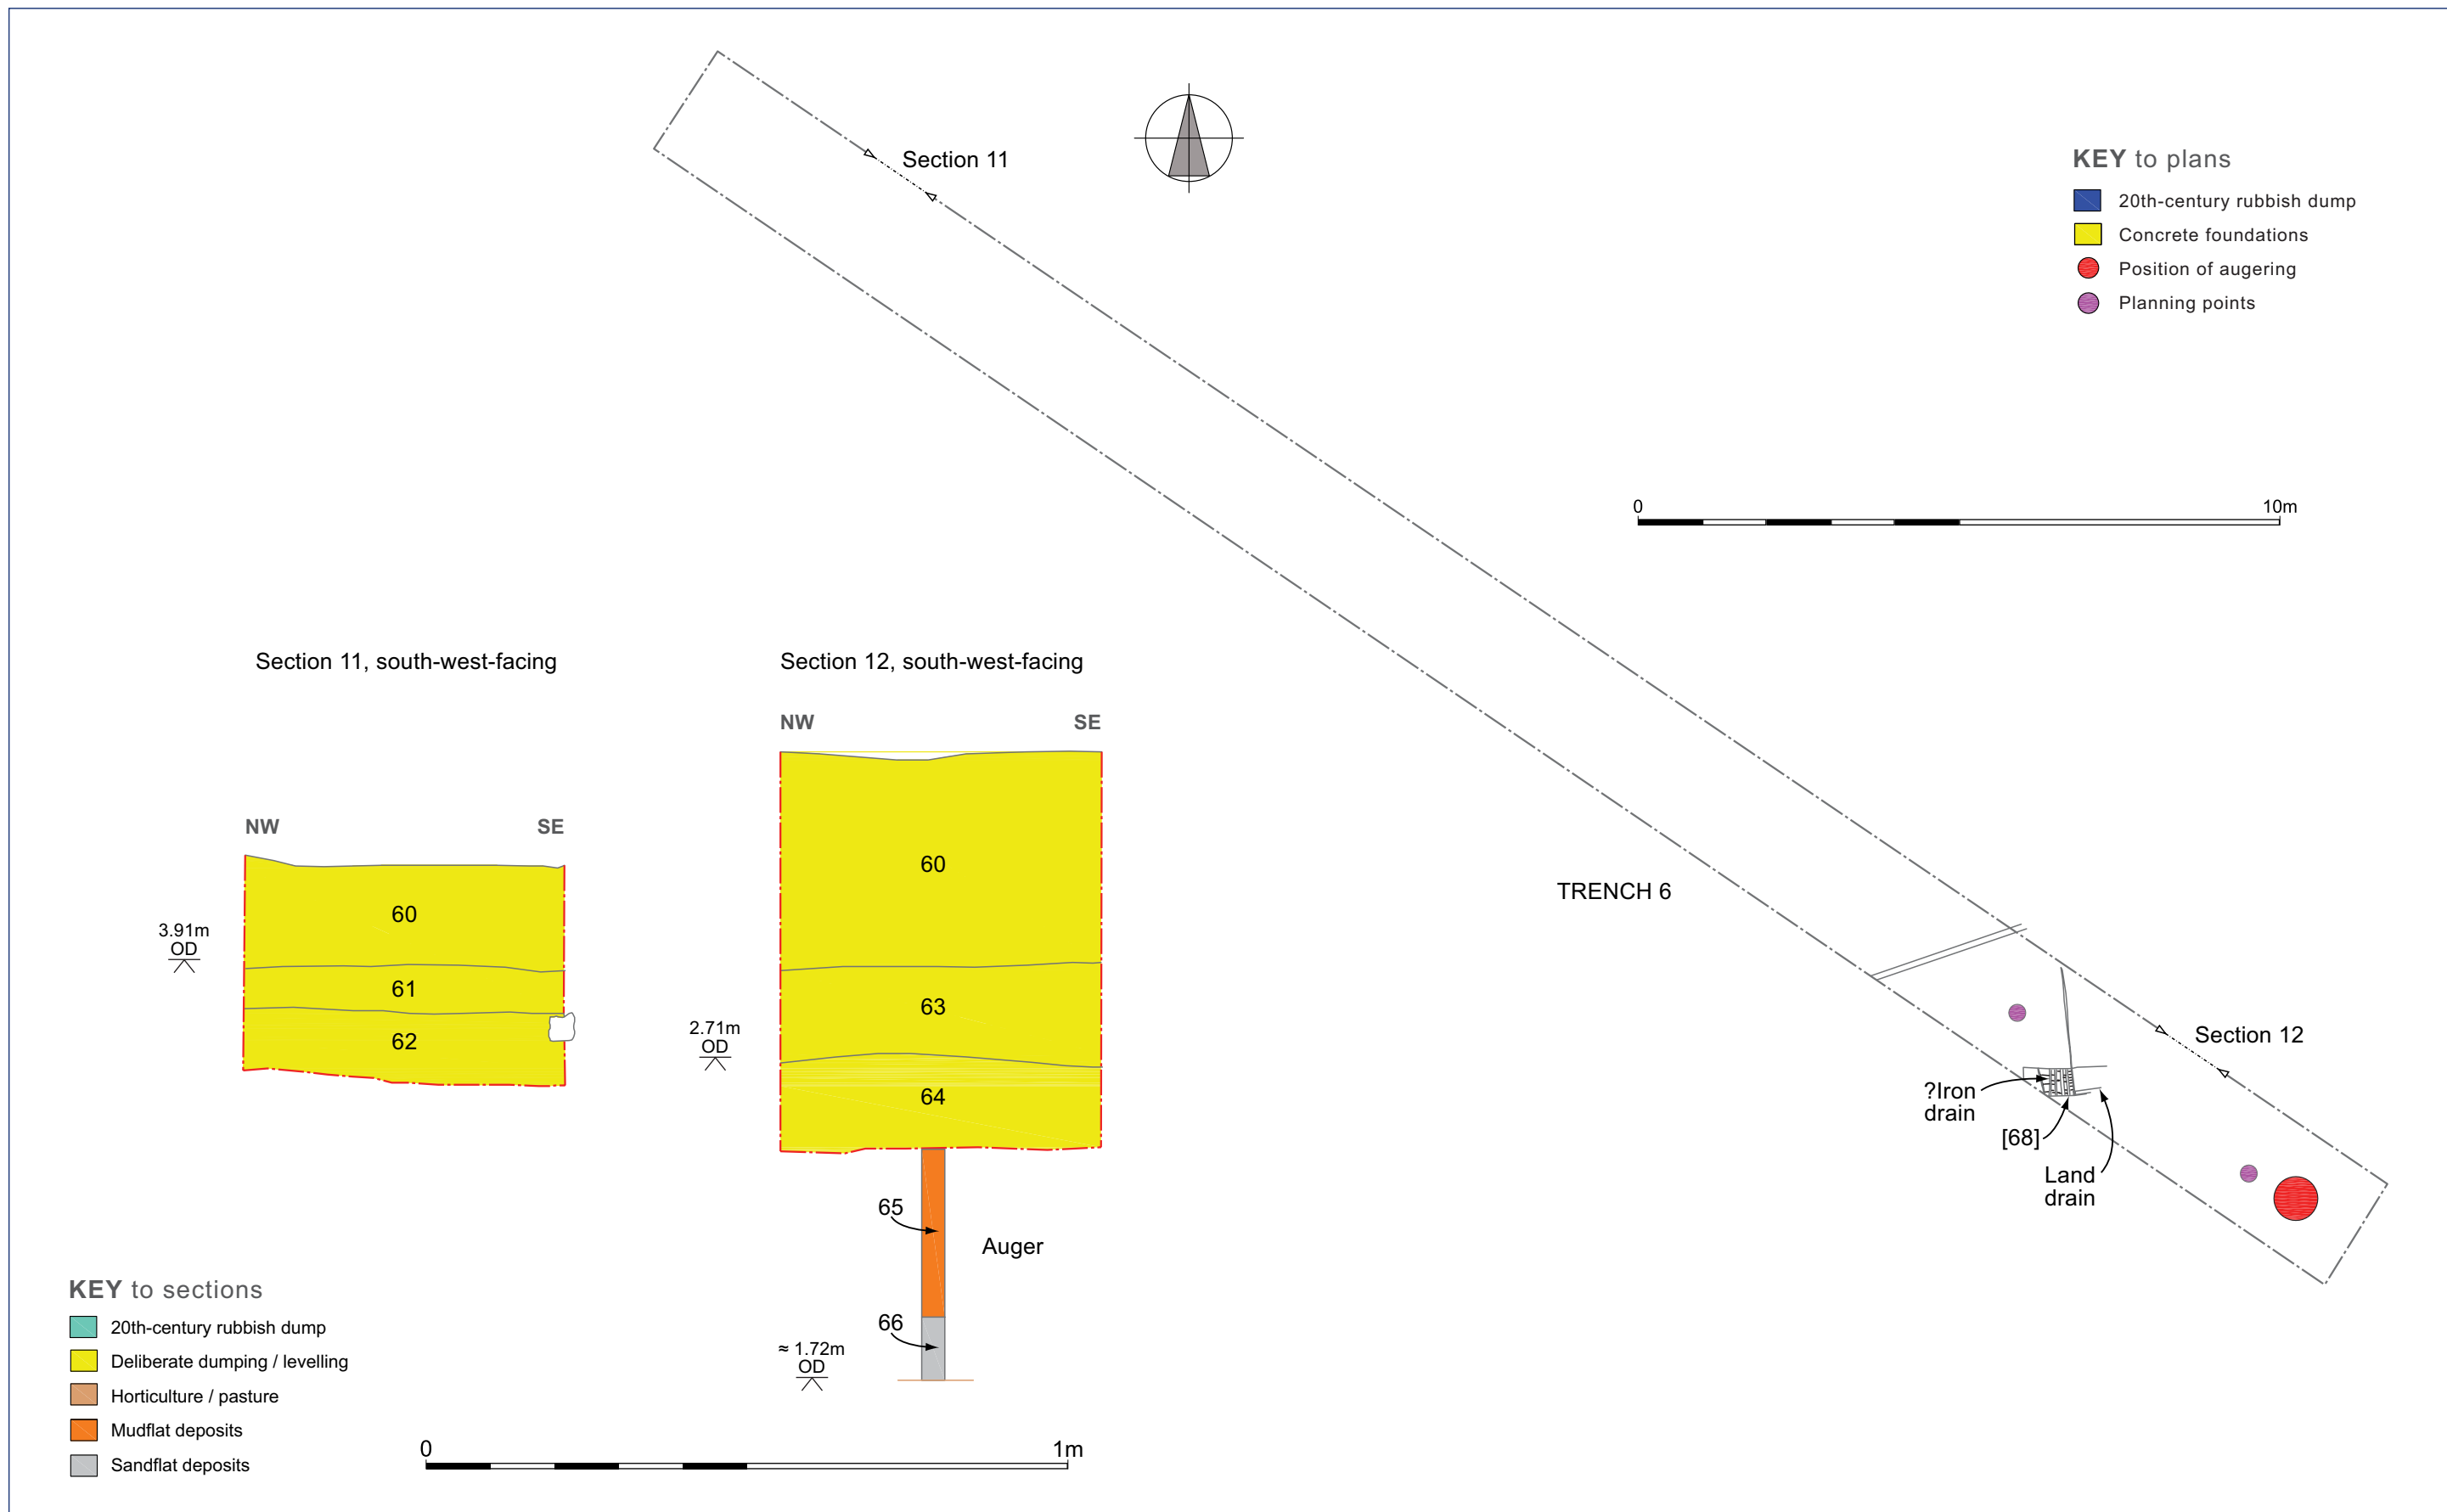 Section 11
KEY to plans
20th-century rubbish dump
Concrete foundations
Position of augering
Planning points
0 10m
Section 11, south-west-facing
NW SE
3.91m
OD
60
61
62
Section 12, south-west-facing
NW SE
60
63
2.71m
OD
64
65
Auger
66
≈ 1.72m
OD
TRENCH 6
Section 12
?Iron
drain
[68]
Land
drain
KEY to sections
20th-century rubbish dump
Deliberate dumping / levelling
Horticulture / pasture
Mudflat deposits
Sandflat deposits
0 1m